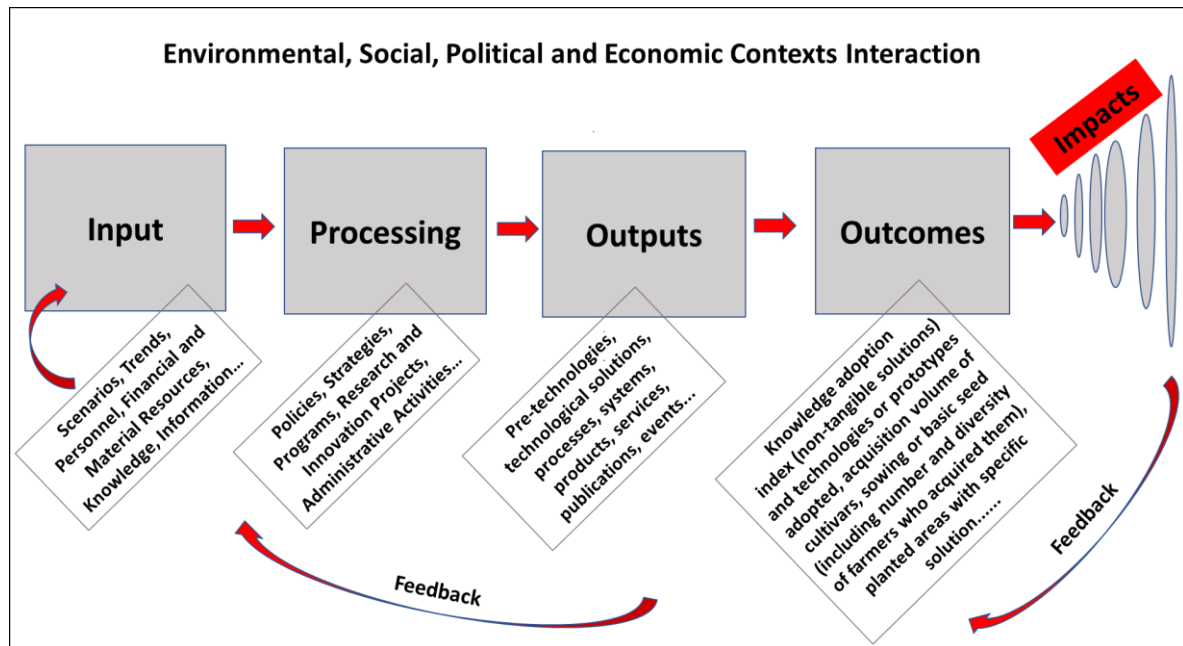 Environmental, Social, Political and Economic Contexts Interaction
Impacts
Input
Processing
Outputs
Outcomes
Scenarios, Trends,
Personnel, Financial and
Material Resources,
Knowledge, Information...
Policies, Strategies,
Programs, Research and
Innovation Projects,
Administrative Activities...
Pre-technologies,
technological solutions,
processes, systems,
products, services,
publications, events...
Knowledge adoption
index (non-tangible solutions)
and technologies or prototypes
adopted, acquisition volume of
cultivars, sowing or basic seed
(including number and diversity
of farmers who acquired them),
planted areas with specific
solution......
Feedback
Feedback